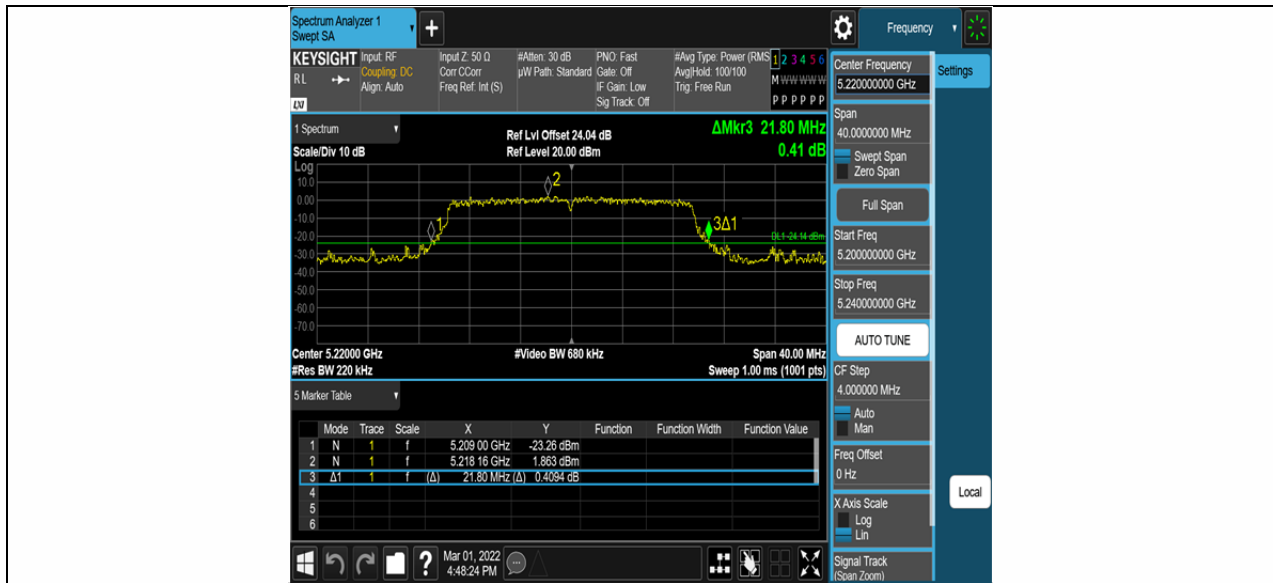 Spectrum Analyzer 1
Swept SA
+
Frequency
KEYSIGHT
RL
LXI
Input: RF
Coupling: DC
Align: Auto
Input Z: 50 Ω
Corr CCorr
Freq Ref: Int (S)
#Atten: 30 dB
µW Path: Standard
PNO: Fast
Gate: Off
IF Gain: Low
Sig Track: Off
#Avg Type: Power (RMS
Avg|Hold: 100/100
Trig: Free Run
1 2 3 4 5 6
M W W W W W
P P P P P P
1 Spectrum
Scale/Div 10 dB
Ref Lvl Offset 24.04 dB
Ref Level 20.00 dBm
ΔMkr3 21.80 MHz
0.41 dB
Log
10.0
0.00
-10.0
-20.0
-30.0
-40.0
-50.0
-60.0
-70.0
1
2
3Δ1
DL1 -24.14 dBm
Center 5.22000 GHz
#Video BW 680 kHz
Span 40.00 MHz
#Res BW 220 kHz
Sweep 1.00 ms (1001 pts)
5 Marker Table
Mode Trace Scale X Y Function Function Width Function Value
1 N 1 f 5.209 00 GHz -23.26 dBm
2 N 1 f 5.218 16 GHz 1.863 dBm
3 Δ1 1 f (Δ) 21.80 MHz (Δ) 0.4094 dB
4
5
6
?
Mar 01, 2022
4:48:24 PM
Center Frequency
5.220000000 GHz
Span
40.0000000 MHz
Swept Span
Zero Span
Full Span
Start Freq
5.200000000 GHz
Stop Freq
5.240000000 GHz
AUTO TUNE
CF Step
4.000000 MHz
Auto
Man
Freq Offset
0 Hz
X Axis Scale
Log
Lin
Signal Track
(Span Zoom)
Settings
Local